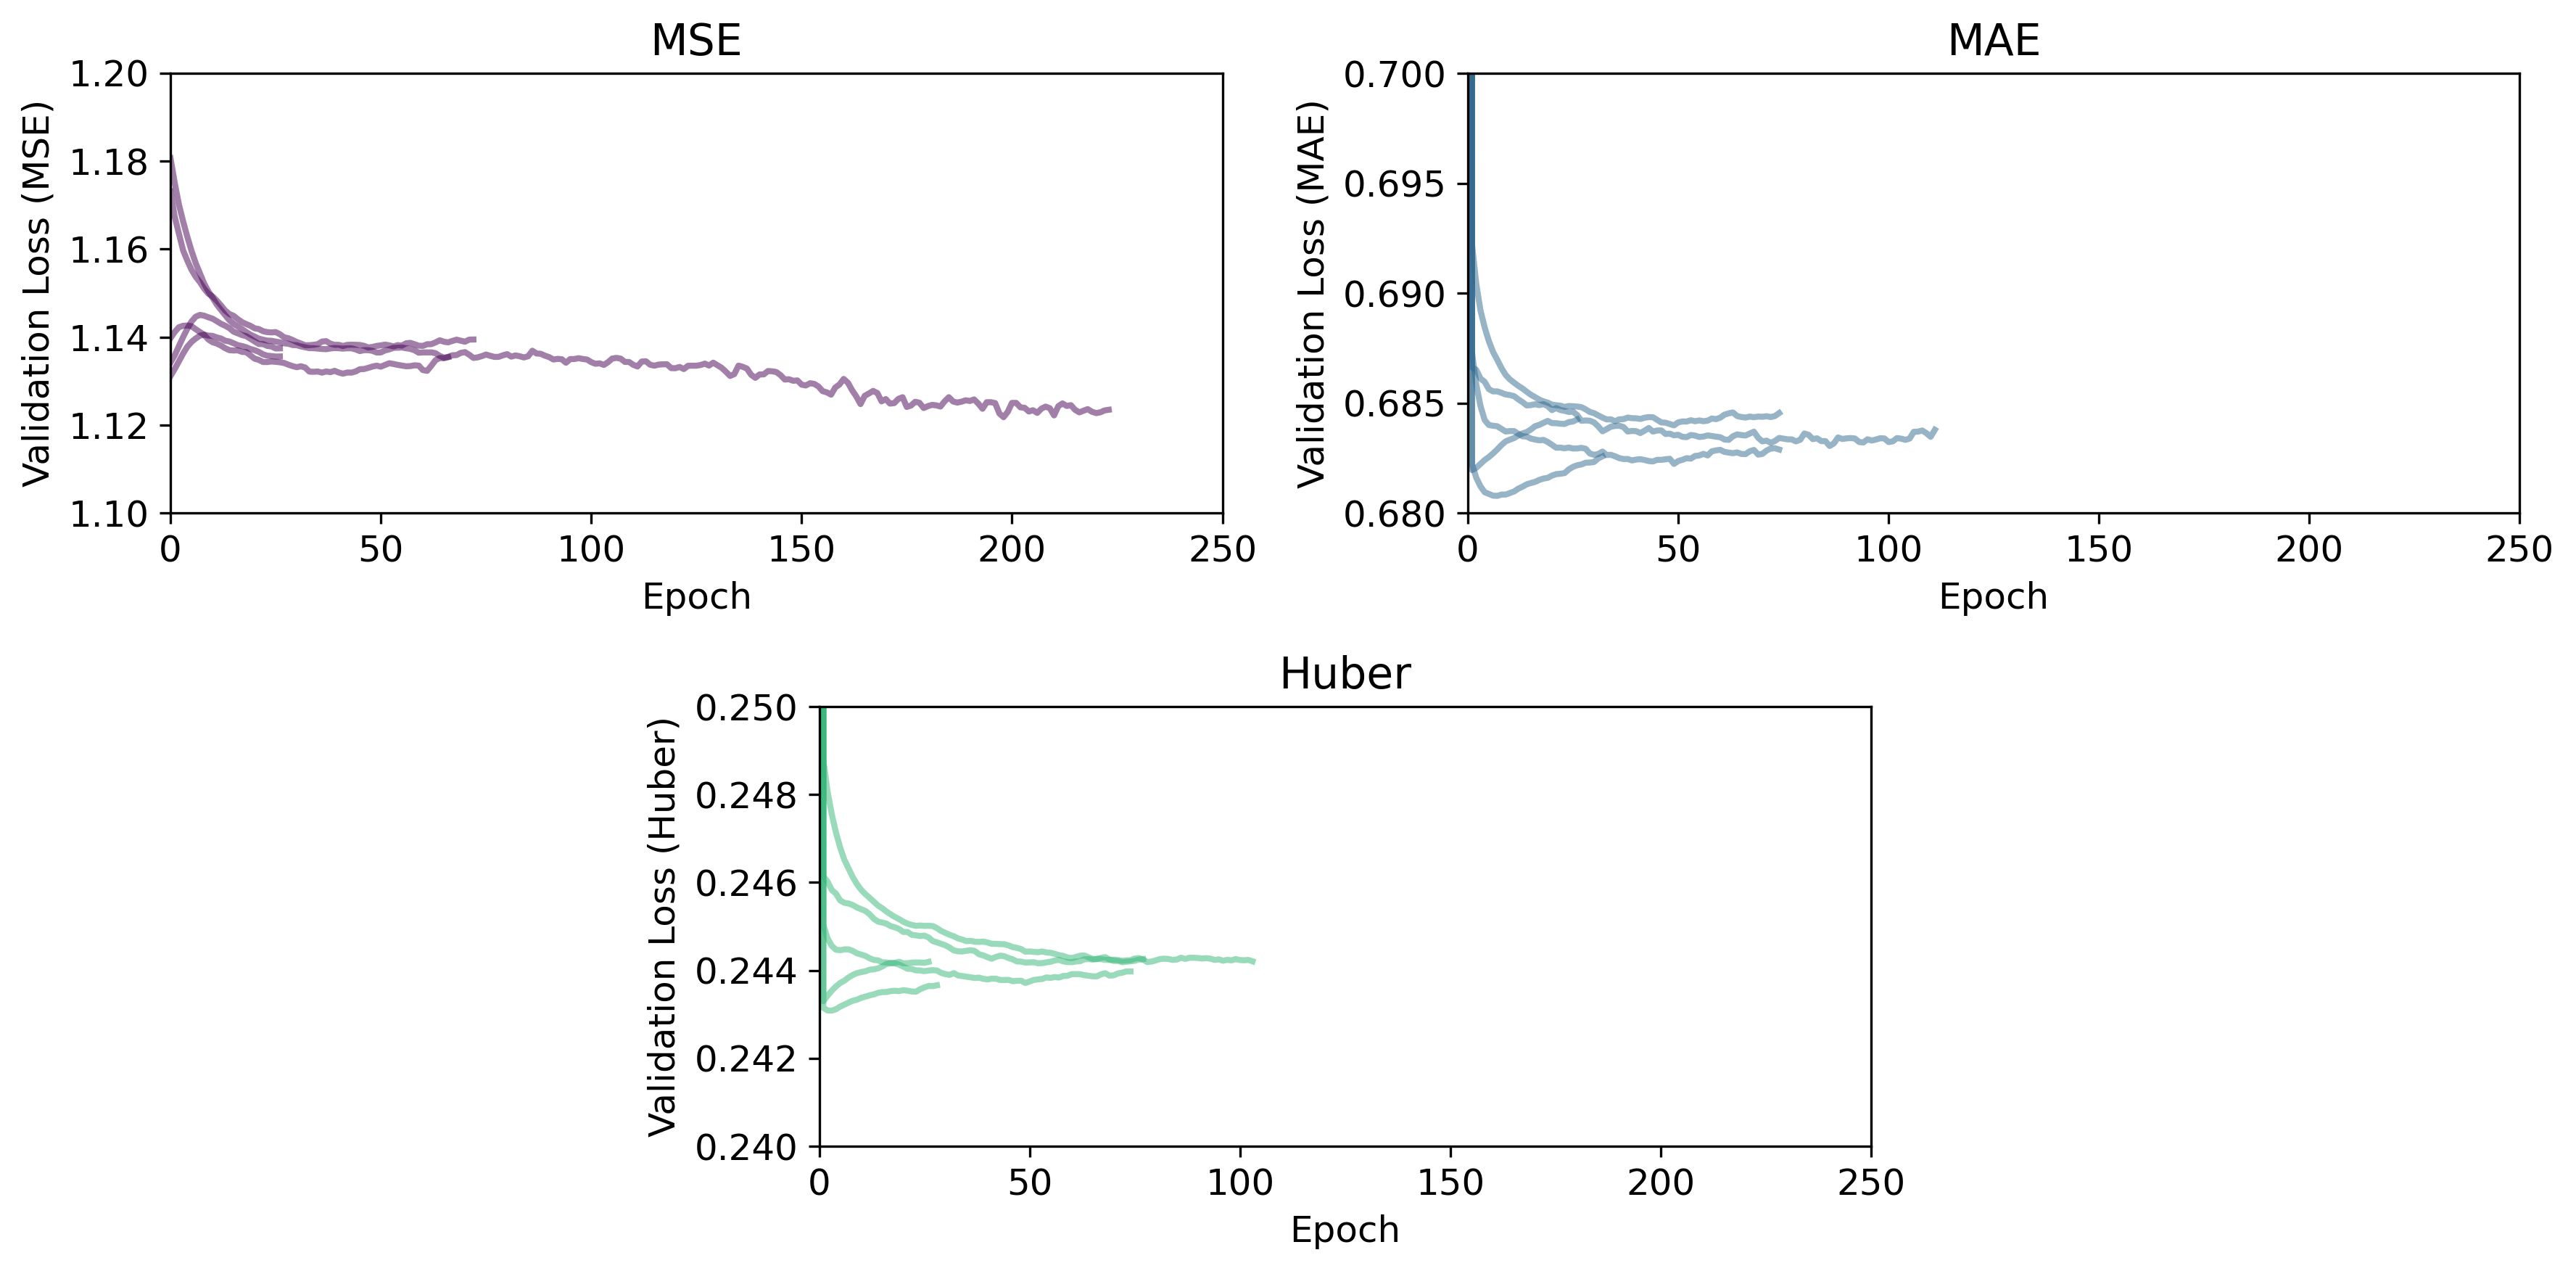 MSE
Validation Loss (MSE)
1.20
1.18
1.16
1.14
1.12
1.10
0 50 100 150 200 250
Epoch
MAE
Validation Loss (MAE)
0.700
0.695
0.690
0.685
0.680
0 50 100 150 200 250
Epoch
Huber
Validation Loss (Huber)
0.250
0.248
0.246
0.244
0.242
0.240
0 50 100 150 200 250
Epoch